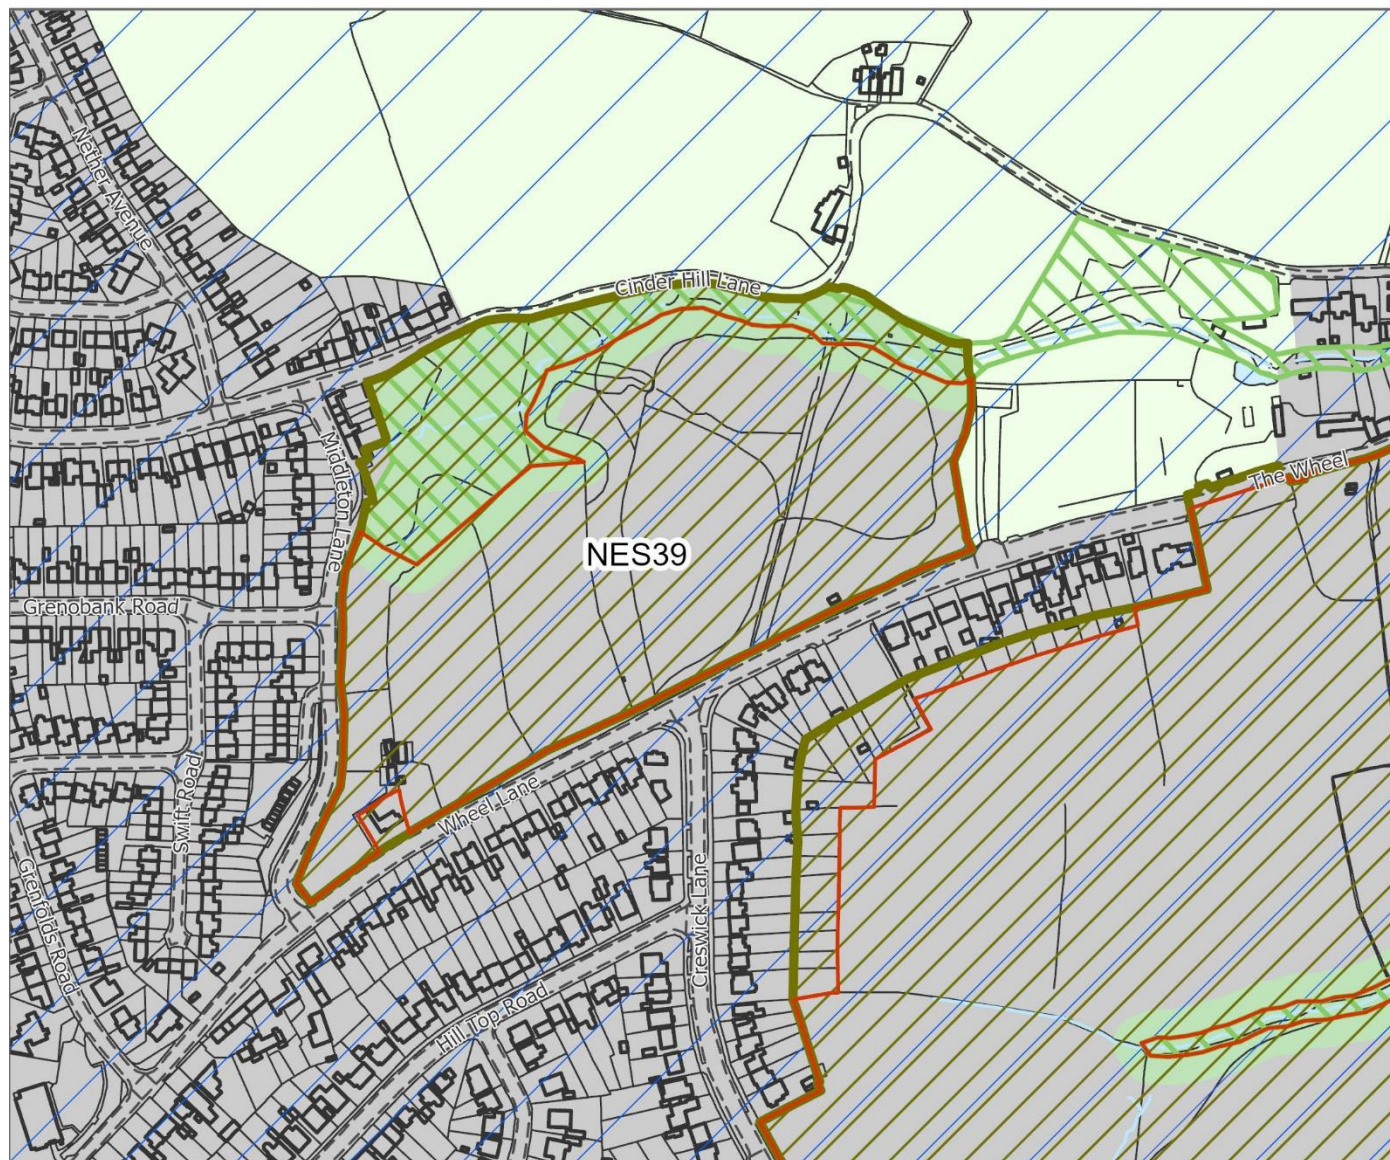 Nether Avenue
Cinder Hill Lane
Middleton Lane
The Wheel
NES39
Grenobank Road
Swift Road
Wheel Lane
Grenfolds Road
Creswick Lane
Hill Top Road